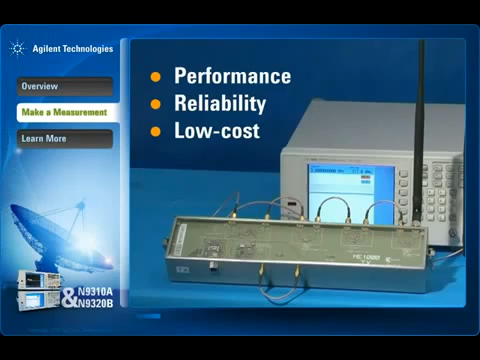 Agilent Technologies
Overview
Make a Measurement
Learn More
Performance
Reliability
Low-cost
N9310A
& N9320B